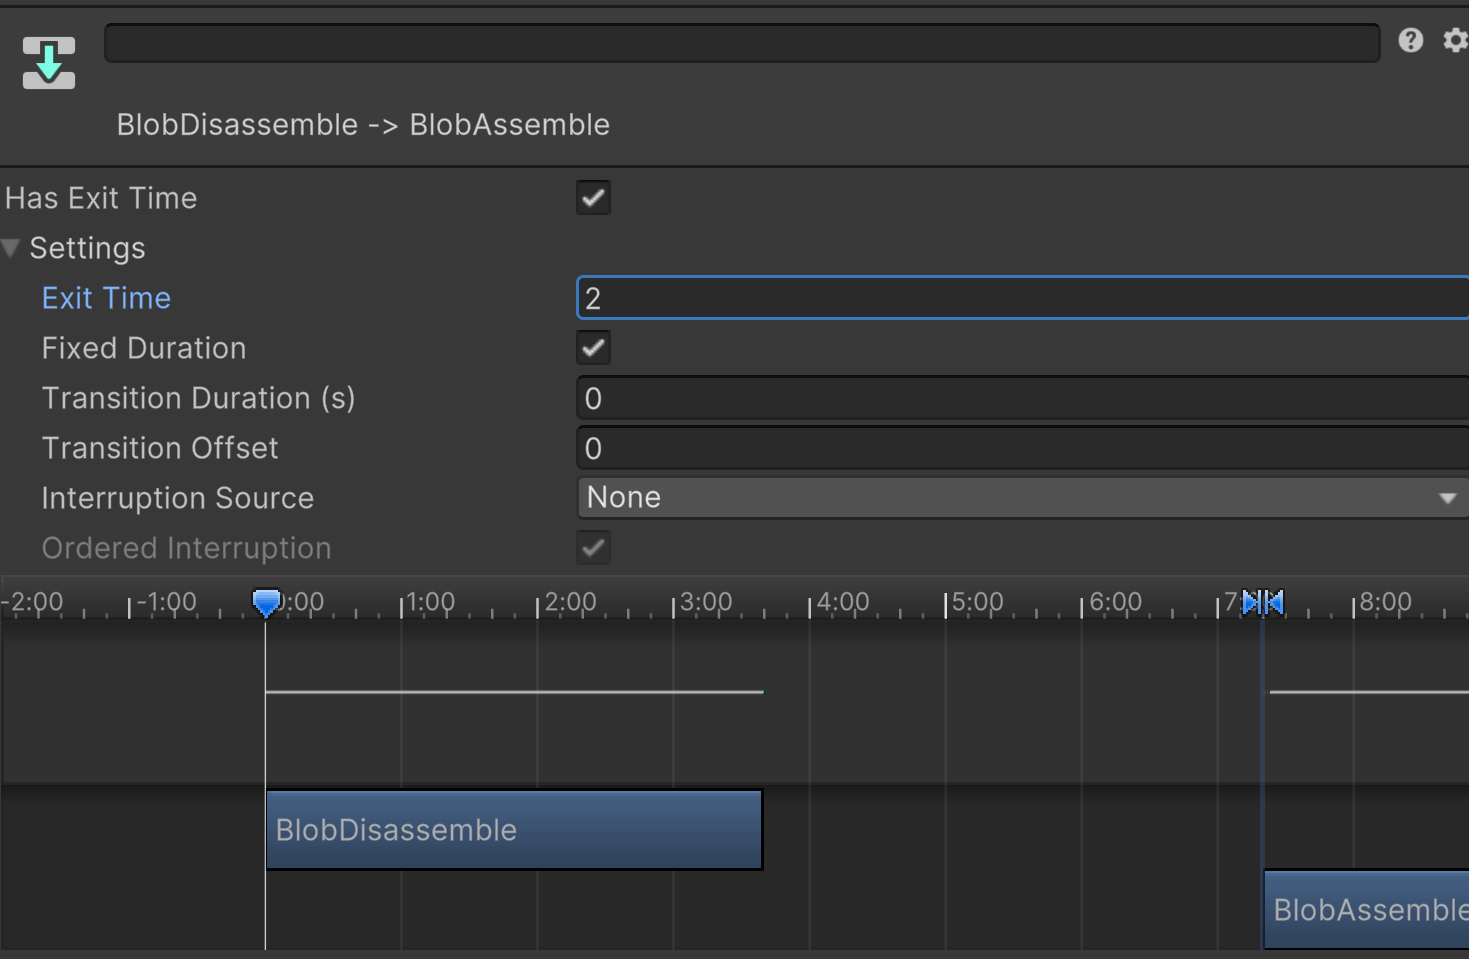 BlobDisassemble -> BlobAssemble
Has Exit Time
Settings
Exit Time 2
Fixed Duration
Transition Duration (s) 0
Transition Offset 0
Interruption Source None
Ordered Interruption
-2:00 -1:00 0:00 1:00 2:00 3:00 4:00 5:00 6:00 8:00
BlobDisassemble
BlobAssemble